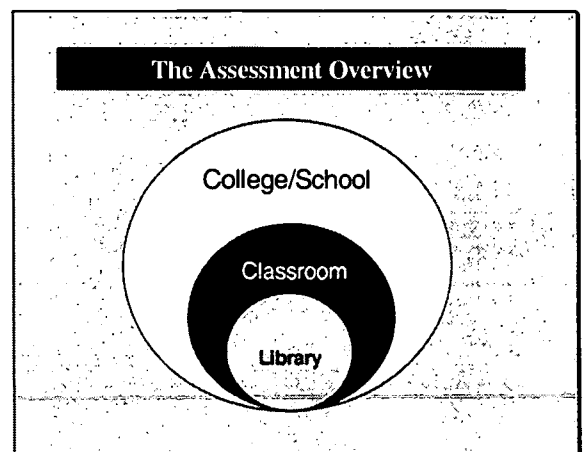 The Assessment Overview
College/School
Classroom
Library